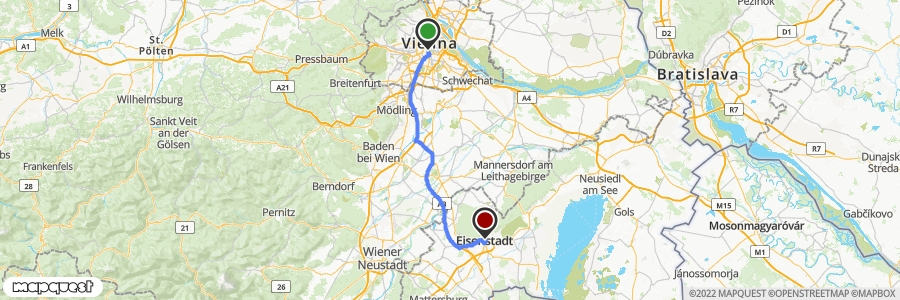 Melk
A1
St.
Pölten
Pressbaum
Vienna
Breitenfurt
A21
Schwechat
A4
Mödling
Wilhelmsburg
Sankt Veit
an der
Gölsen
Frankenfels
28
Baden
bei Wien
Berndorf
Pernitz
21
Mannersdorf am
Leithagebirge
Neusiedl
am See
Gols
Eisenstadt
Wiener
Neustadt
26
Mattersburg
Pezinok
D2
D1
Dúbravka
Bratislava
R7
R7
Dunajská
Streda
M15
Gabčíkovo
Mosonmagyaróvár
M1
Jánossomorja
mapquest
©2022 MAPQUEST ©OPENSTREETMAP ©MAPBOX